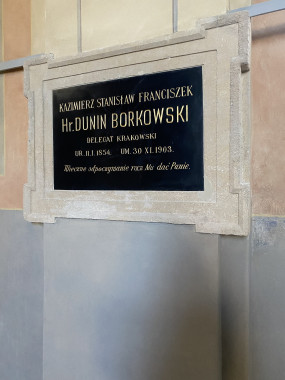 KAZIMIERZ STANISŁAW FRANCISZEK
Hr. DUNIN BORKOWSKI
DELEGAT KRAKOWSKI
UR. 11.I.1854. UM. 30 XI.1903.
Wieczne odpoczywanie racz Mu dać Panie.